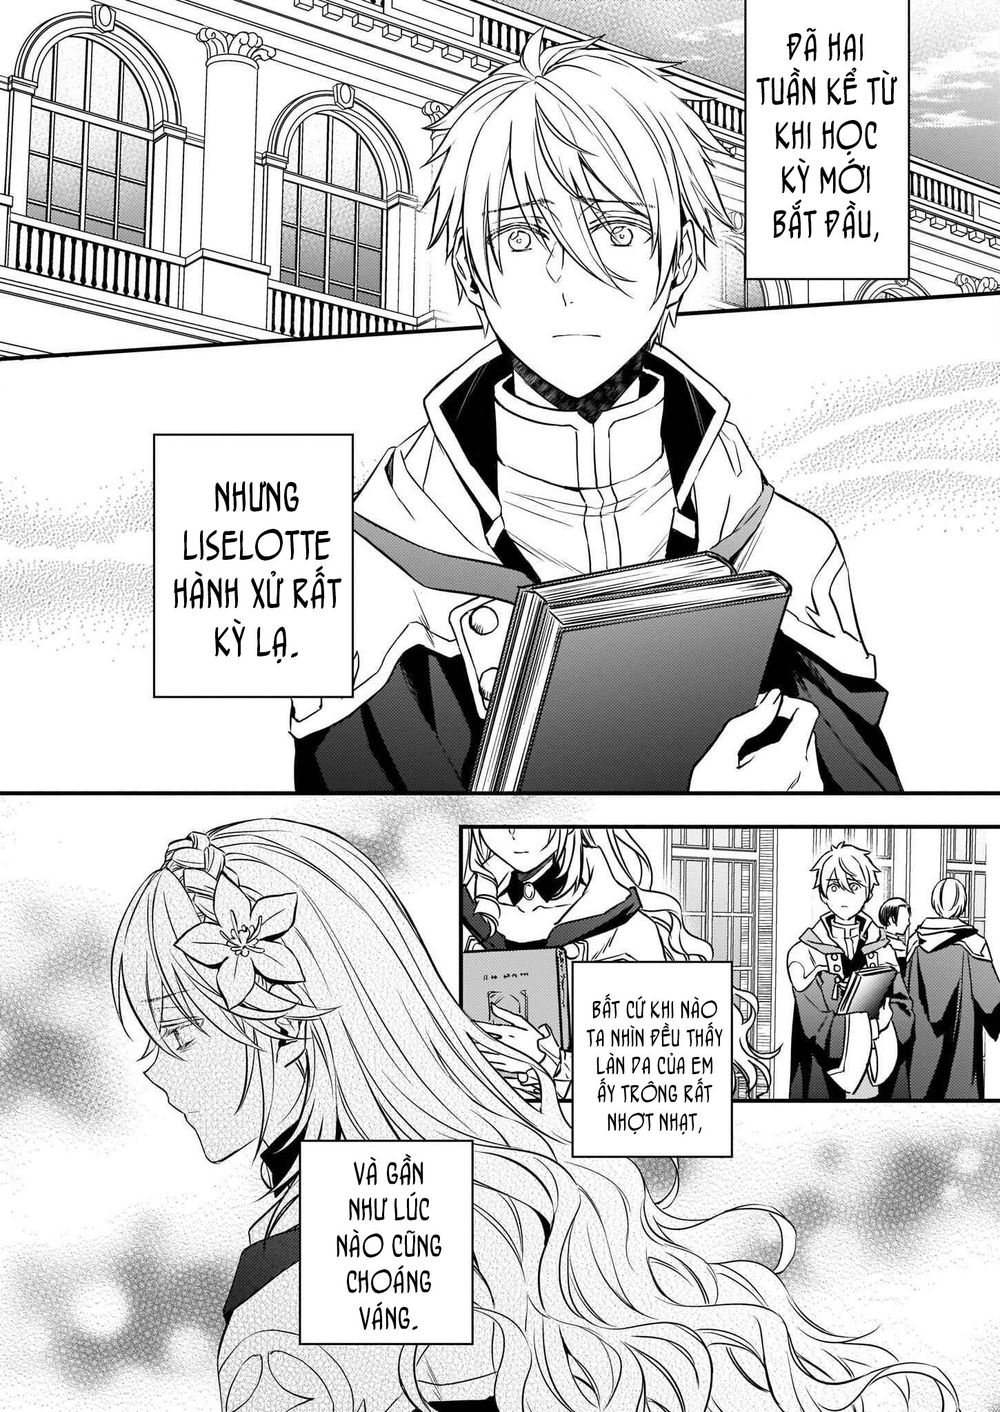 ĐÃ HAI
TUẦN KỂ TỪ
KHI HỌC
KỲ MỚI
BẮT ĐẦU,
NHƯNG
LISELOTTE
HÀNH XỬ RẤT
KỲ LẠ.
BẤT CỨ KHI NÀO
TA NHÌN ĐỀU THẤY
LÀN DA CỦA EM
ẤY TRÔNG RẤT
NHỢT NHẠT,
VÀ GẦN
NHƯ LÚC
NÀO CŨNG
CHOÁNG
VÁNG.